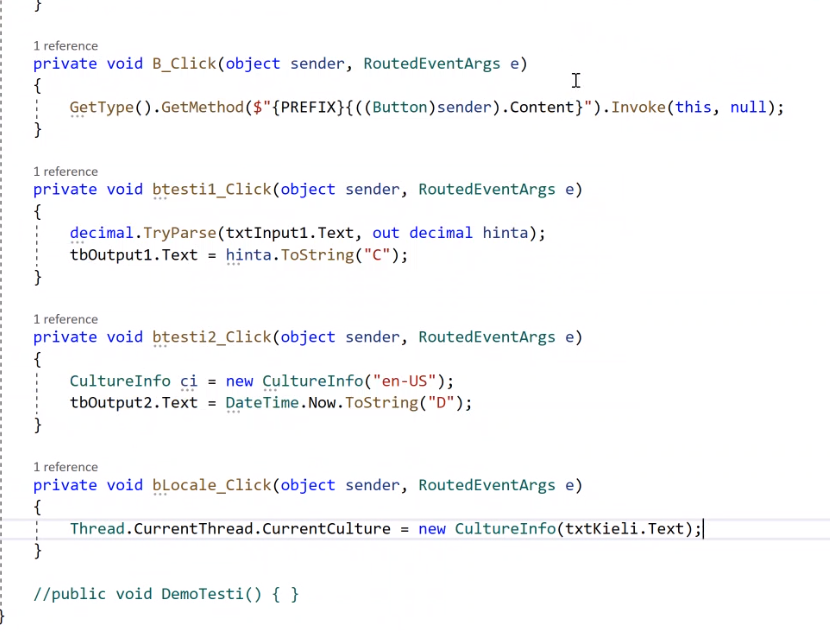 }
1 reference
private void B_Click(object sender, RoutedEventArgs e)
{
GetType().GetMethod($"{PREFIX}{((Button)sender).Content}").Invoke(this, null);
}
1 reference
private void btesti1_Click(object sender, RoutedEventArgs e)
{
decimal.TryParse(txtInput1.Text, out decimal hinta);
tbOutput1.Text = hinta.ToString("C");
}
1 reference
private void btesti2_Click(object sender, RoutedEventArgs e)
{
CultureInfo ci = new CultureInfo("en-US");
tbOutput2.Text = DateTime.Now.ToString("D");
}
1 reference
private void bLocale_Click(object sender, RoutedEventArgs e)
{
Thread.CurrentThread.CurrentCulture = new CultureInfo(txtKieli.Text);
}
//public void DemoTesti() { }
}